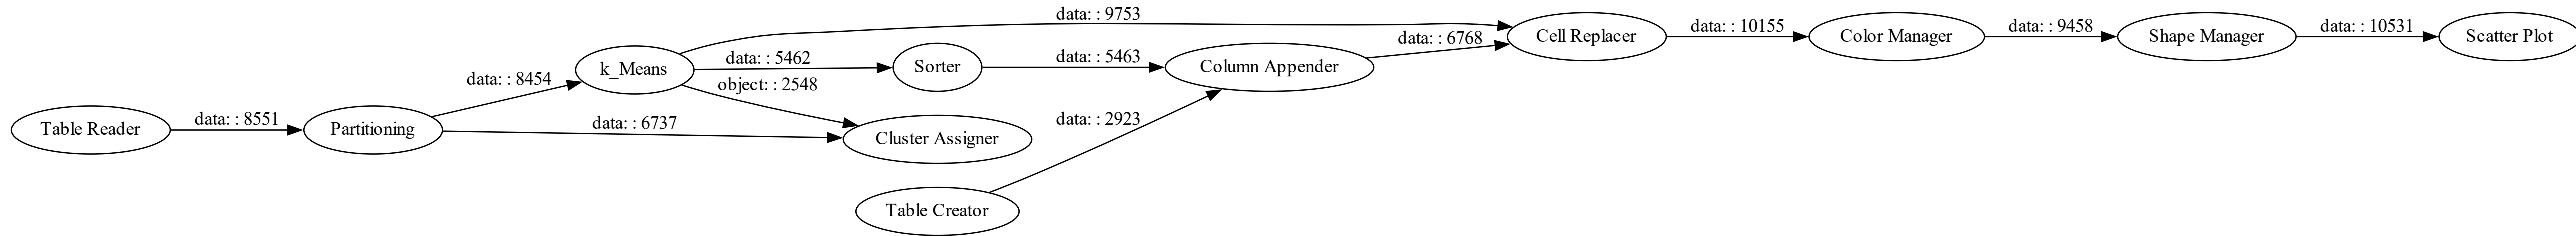 Table Reader
data: : 8551
Partitioning
data: : 8454
data: : 6737
k_Means
data: : 9753
data: : 5462
object: : 2548
Sorter
Cluster Assigner
Table Creator
data: : 5463
data: : 2923
Column Appender
data: : 6768
Cell Replacer
data: : 10155
Color Manager
data: : 9458
Shape Manager
data: : 10531
Scatter Plot